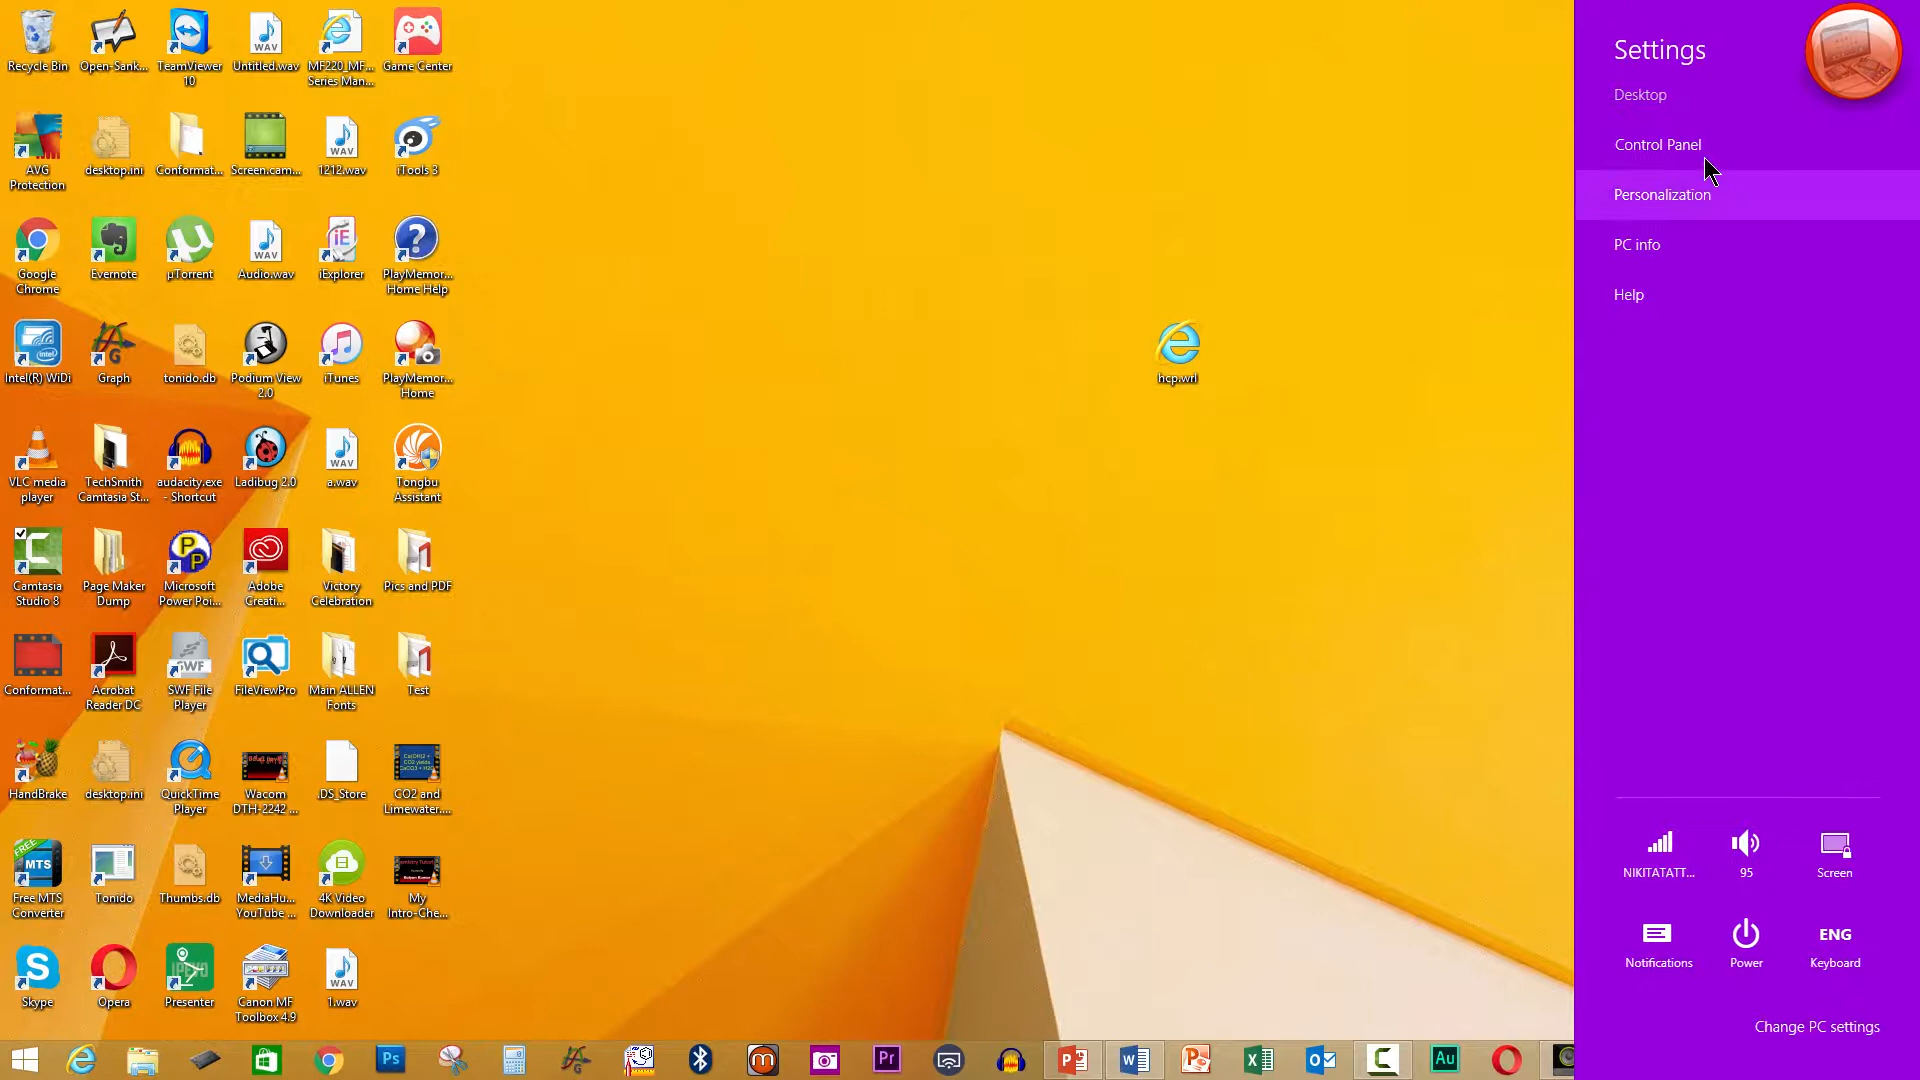 Recycle Bin
Open-Sank...
TeamViewer
10
Untitled.wav
MF220_MF...
Series Man...
Game Center
AVG
Protection
desktop.ini
Conformat...
Screen.cam...
1212.wav
iTools 3
Google
Chrome
Evernote
µTorrent
Audio.wav
iExplorer
PlayMemor...
Home Help
Intel(R) WiDi
Graph
tonido.db
Podium View
2.0
iTunes
PlayMemor...
Home
hcp.wrl
VLC media
player
TechSmith
Camtasia St...
audacity.exe
- Shortcut
Ladibug 2.0
a.wav
Tongbu
Assistant
Camtasia
Studio 8
Page Maker
Dump
Microsoft
Power Poi...
Adobe
Creati...
Victory
Celebration
Pics and PDF
Conformat...
Acrobat
Reader DC
SWF File
Player
FileViewPro
Main ALLEN
Fonts
Test
HandBrake
desktop.ini
QuickTime
Player
Wacom
DTH-2242 ...
.DS_Store
CO2 and
Limewater....
Free MTS
Converter
Tonido
Thumbs.db
MediaHu...
YouTube ...
4K Video
Downloader
My
Intro-Che...
Skype
Opera
Presenter
Canon MF
Toolbox 4.9
1.wav
Settings
Desktop
Control Panel
Personalization
PC info
Help
NIKITATATT...
95
Screen
ENG
Notifications
Power
Keyboard
Change PC settings